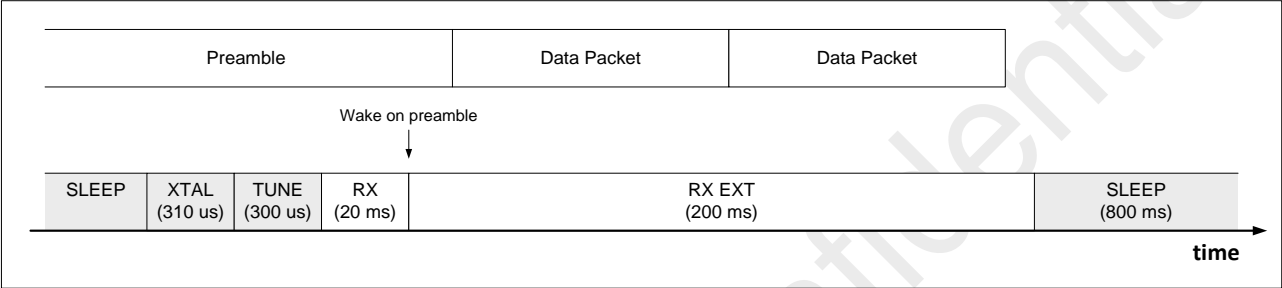 Preamble Data Packet Data Packet
Wake on preamble
SLEEP XTAL TUNE RX RX EXT SLEEP
(310 us) (300 us) (20 ms) (200 ms) (800 ms)
time